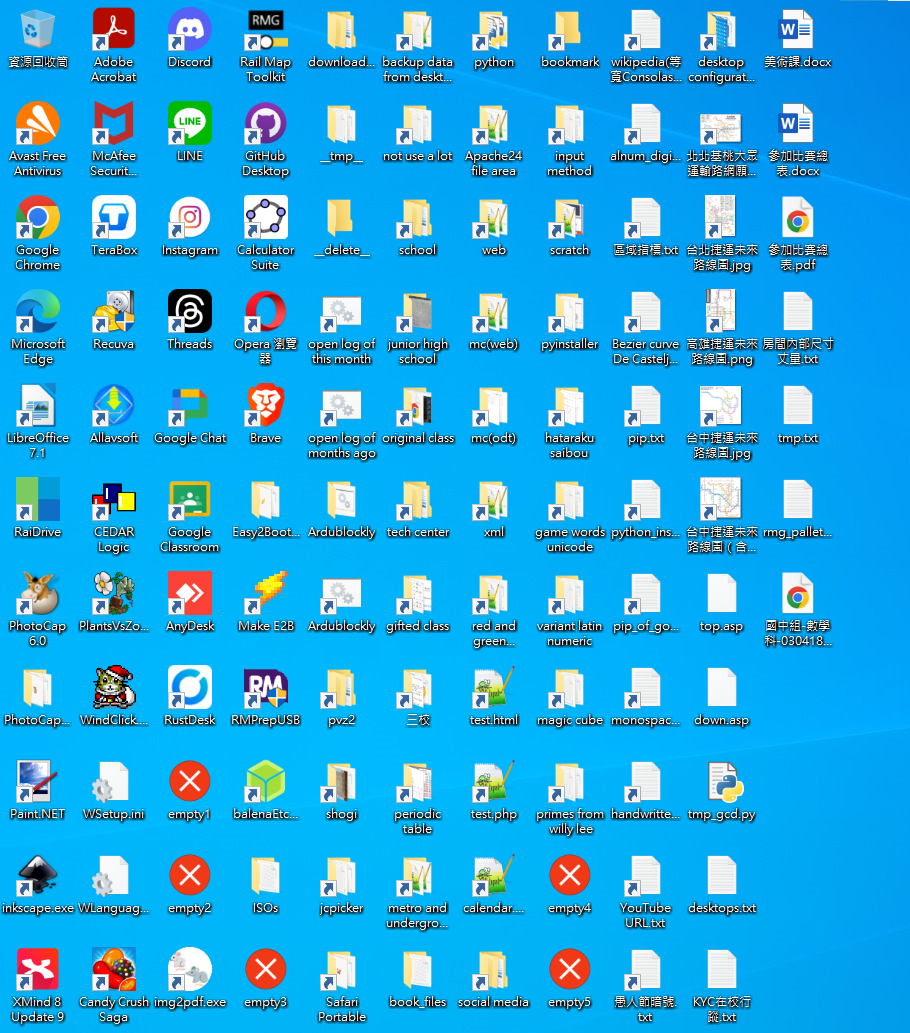 資源回收筒
Adobe
Acrobat
Discord
RMG
Rail Map
Toolkit
download...
backup data
from deskt...
python
bookmark
wikipedia(等
寬Consolas...
desktop
configurat...
美術課.docx
Avast Free
Antivirus
McAfee
Securit...
LINE
LINE
GitHub
Desktop
__tmp__
not use a lot
Apache24
file area
input
method
alnum_digi...
北北基桃大眾
運輸路網願...
參加比賽總
表.docx
Google
Chrome
TeraBox
Instagram
Calculator
Suite
__delete__
school
web
scratch
區域指標.txt
台北捷運未來
路線圖.jpg
參加比賽總
表.pdf
Microsoft
Edge
Recuva
Threads
Opera 瀏覽
器
open log of
this month
junior high
school
mc(web)
pyinstaller
Bezier curve
De Castelj...
高雄捷運未來
路線圖.png
房間內部尺寸
丈量.txt
LibreOffice
7.1
Allavsoft
Google Chat
Brave
open log of
months ago
original class
mc(odt)
hataraku
saibou
pip.txt
台中捷運未來
路線圖.jpg
tmp.txt
RaiDrive
CEDAR
Logic
Google
Classroom
Easy2Boot...
Ardublockly
tech center
xml
game words
unicode
python_ins...
台中捷運未來
路線圖（含...
rmg_pallet...
PhotoCap
6.0
PlantsVsZo...
AnyDesk
Make E2B
Ardublockly
gifted class
red and
green...
variant latin
numeric
pip_of_go...
top.asp
國中組-數學
科-030418...
PhotoCap...
WindClick....
RustDesk
RM
RMPrepUSB
pvz2
三校
test.html
magic cube
monospac...
down.asp
Paint.NET
WSetup.ini
empty1
balenaEtc...
shogi
periodic
table
test.php
primes from
willy lee
handwritte...
tmp_gcd.py
inkscape.exe
WLanguag...
empty2
ISOs
jcpicker
metro and
undergro...
calendar....
empty4
YouTube
URL.txt
desktops.txt
XMind 8
Update 9
Candy Crush
Saga
img2pdf.exe
empty3
Safari
Portable
book_files
social media
empty5
愚人節暗號.
txt
KYC在校行
蹤.txt